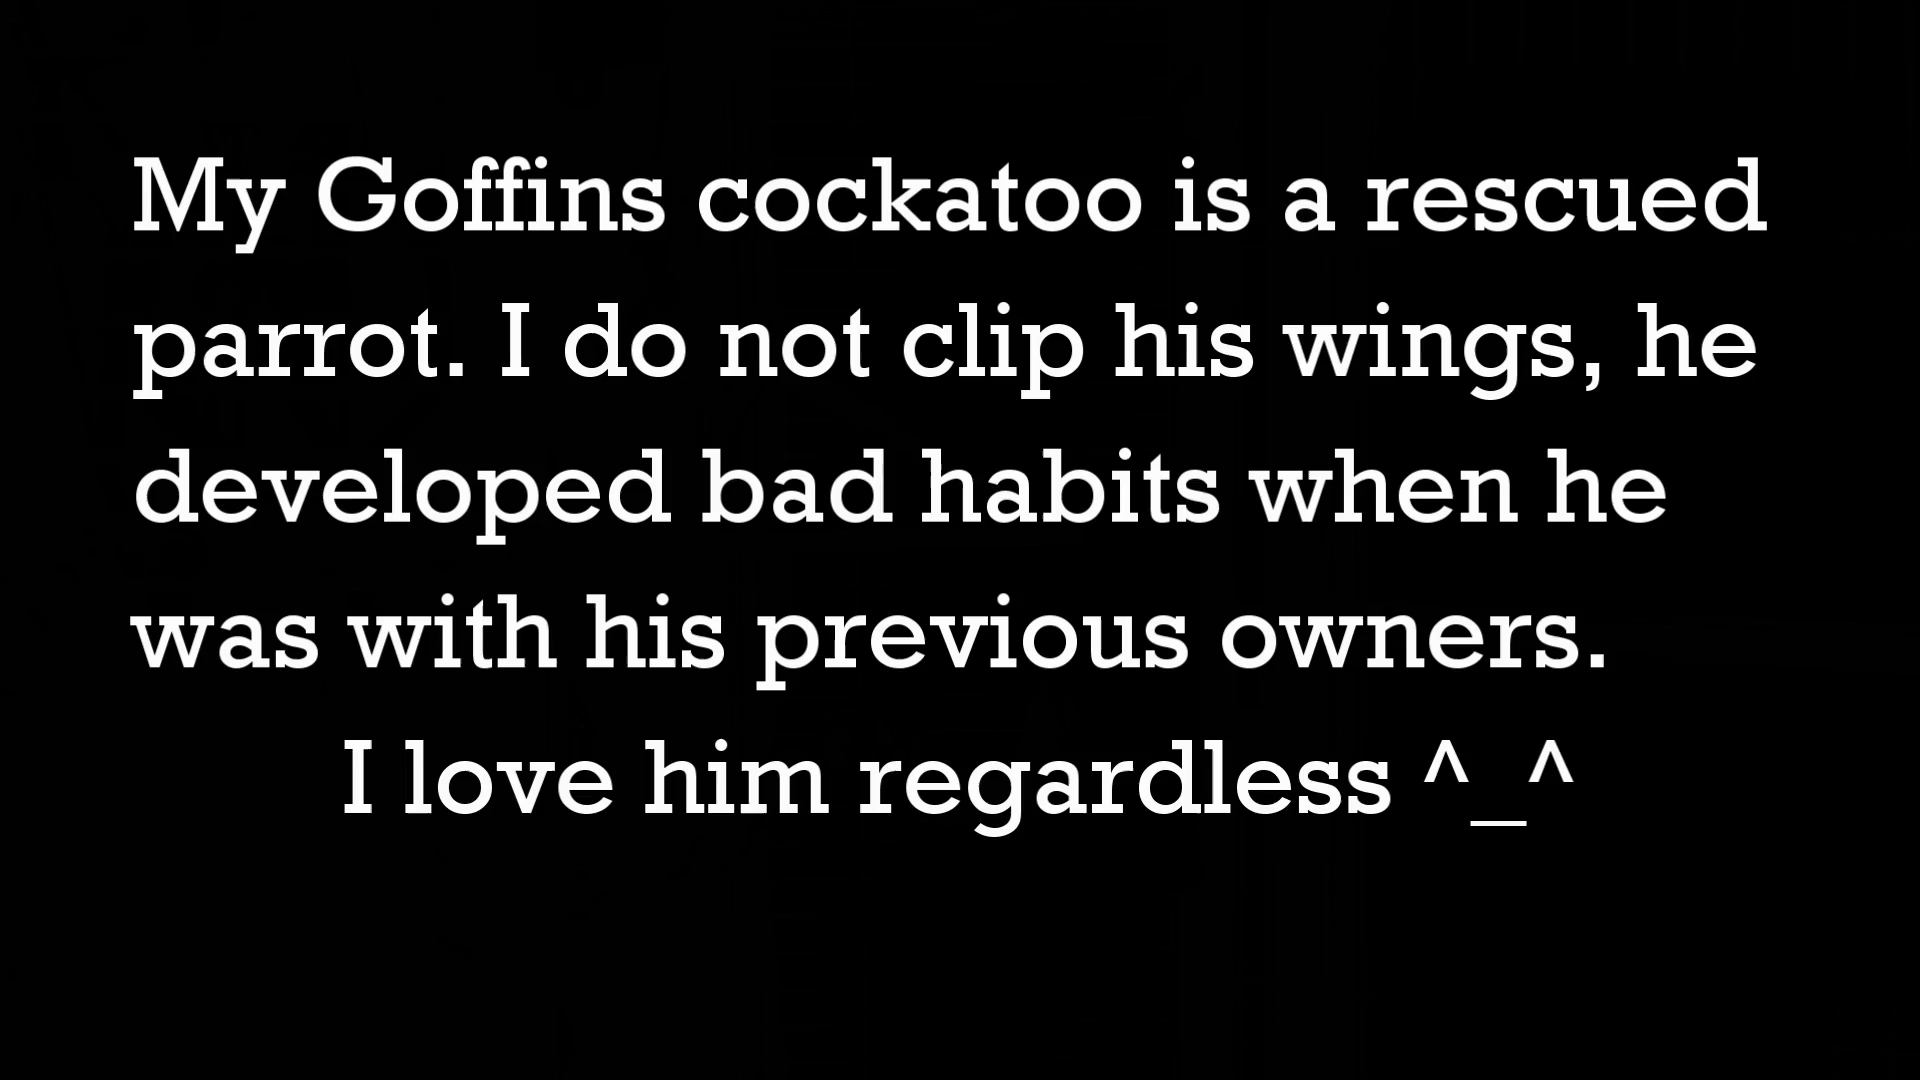 My Goffins cockatoo is a rescued
parrot. I do not clip his wings, he
developed bad habits when he
was with his previous owners.
I love him regardless ^_^